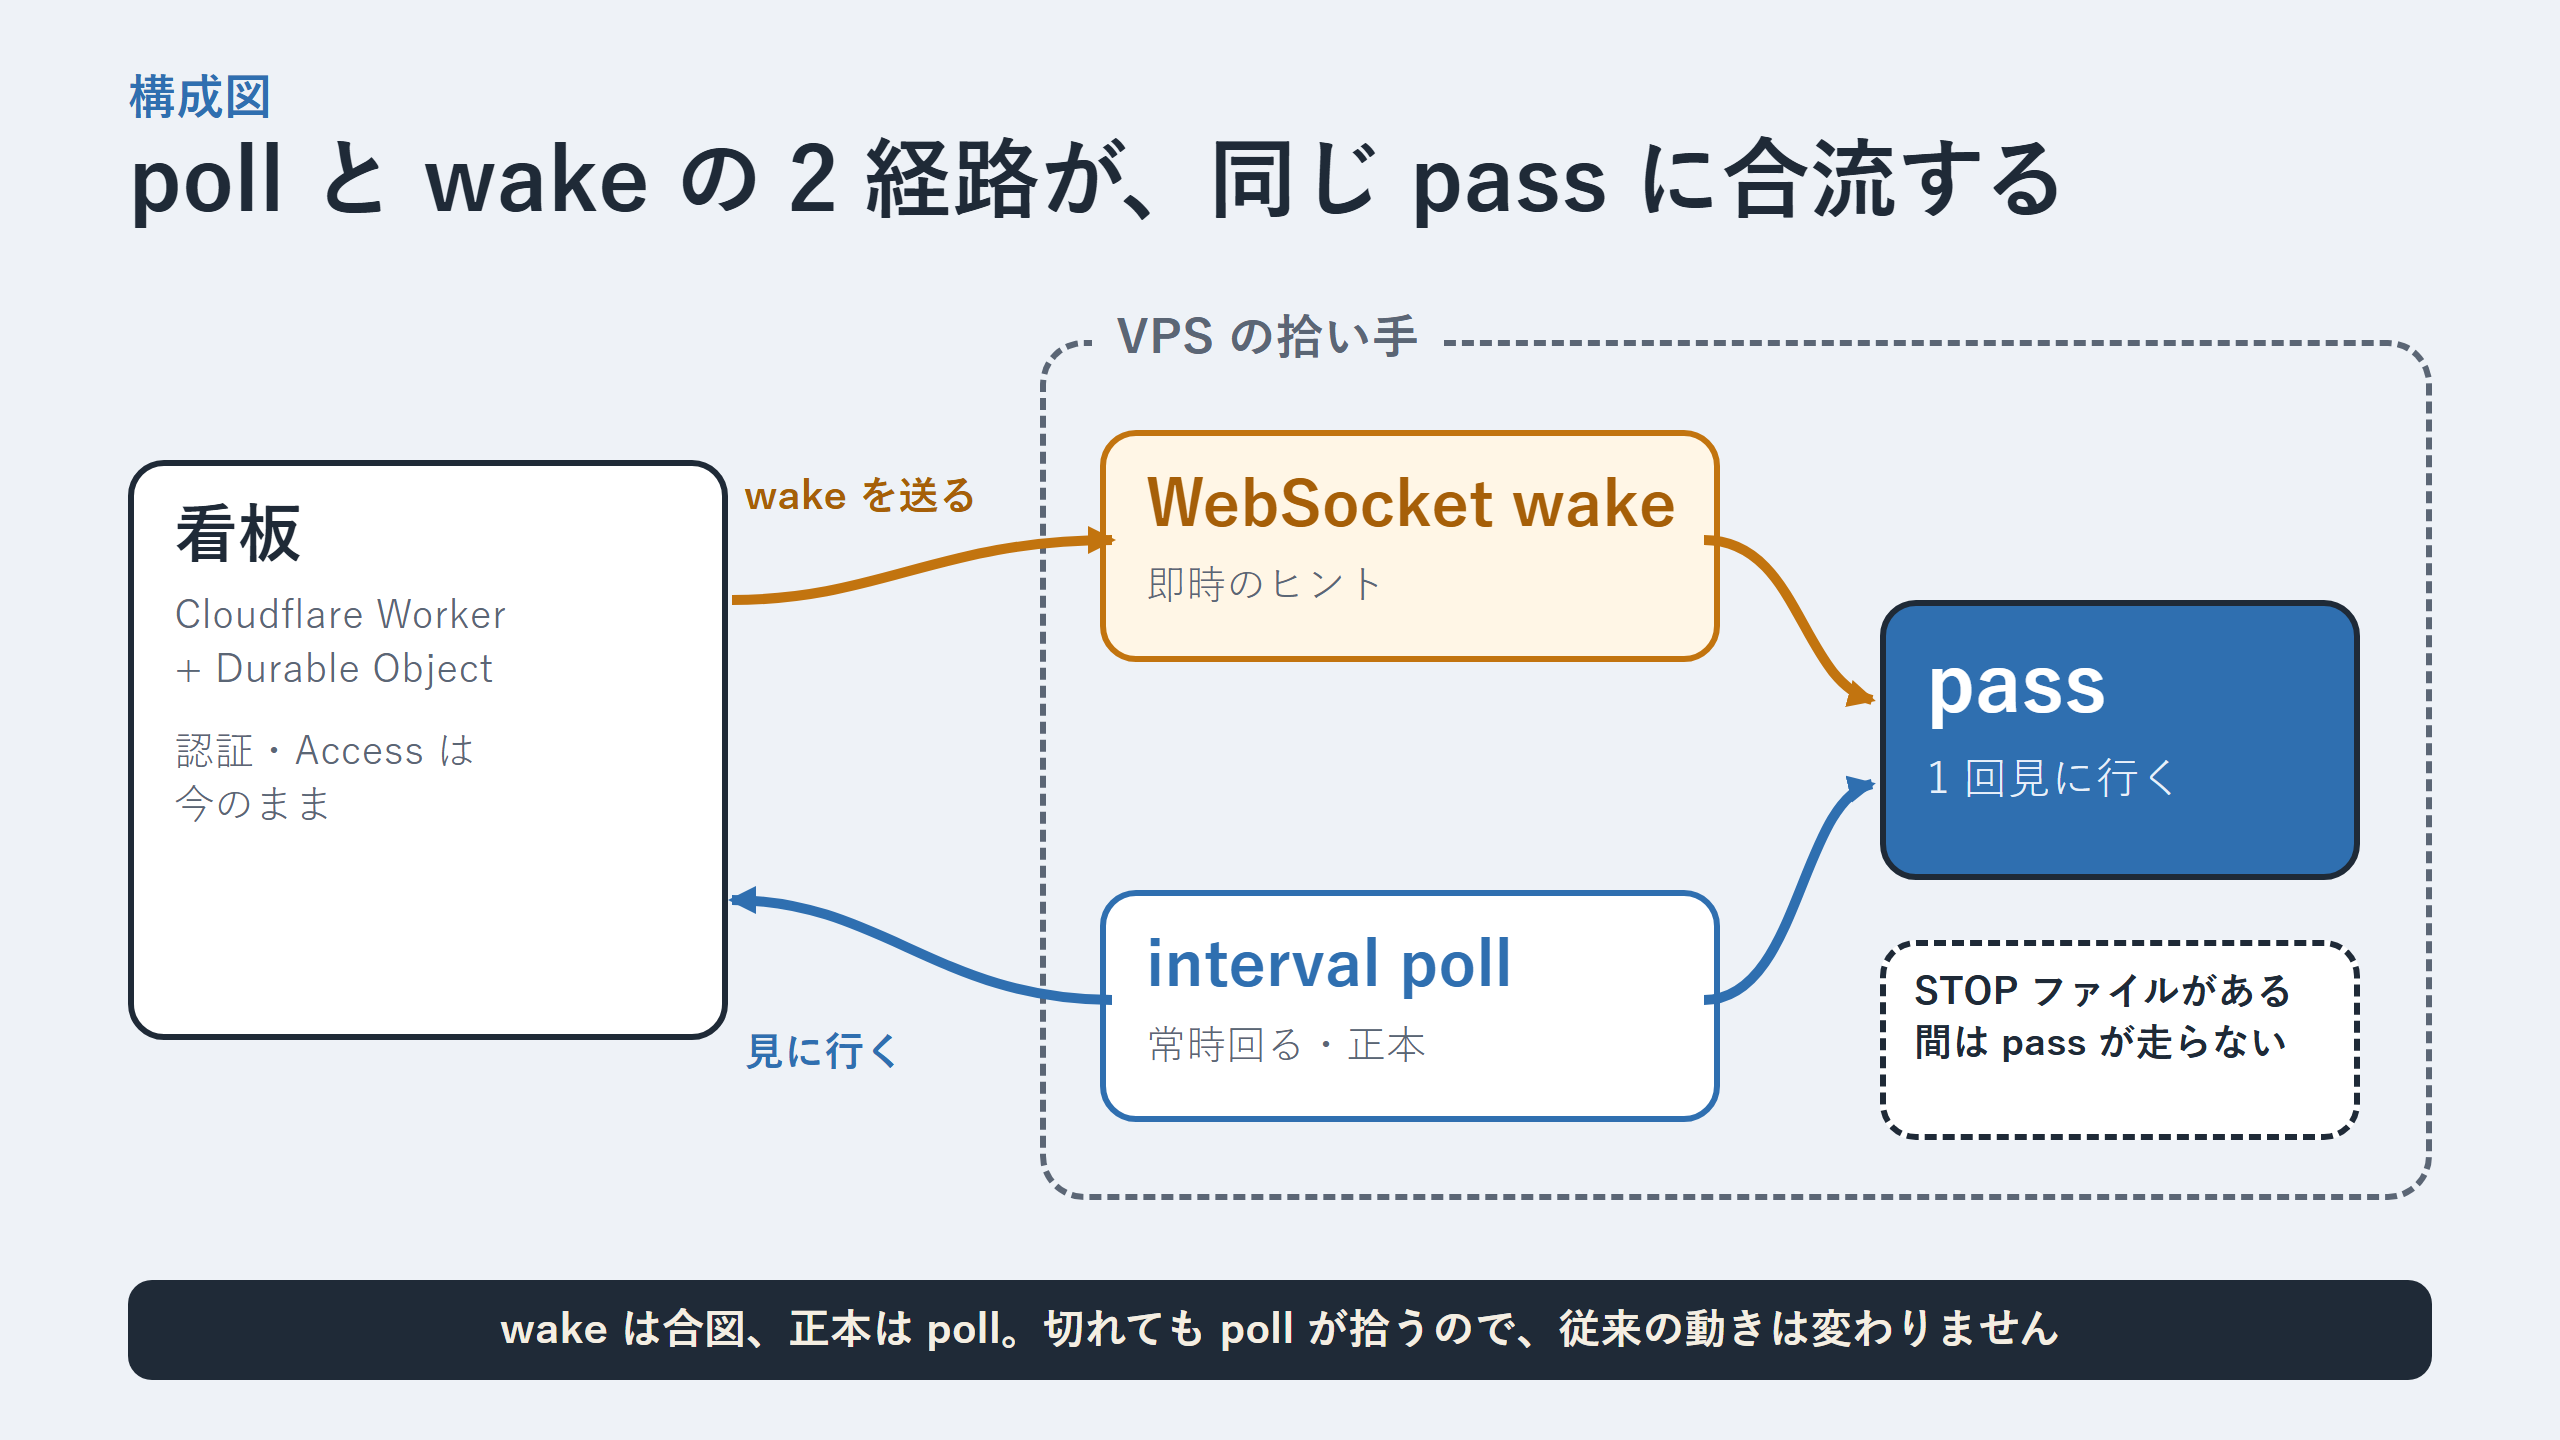 構成図
poll と wake の 2 経路が、同じ pass に合流する
VPS の拾い手
看板
Cloudflare Worker
+ Durable Object
認証・Access は
今のまま
wake を送る
WebSocket wake
即時のヒント
pass
1 回見に行く
見に行く
interval poll
常時回る・正本
STOP ファイルがある
間は pass が走らない
wake は合図、正本は poll。切れても poll が拾うので、従来の動きは変わりません